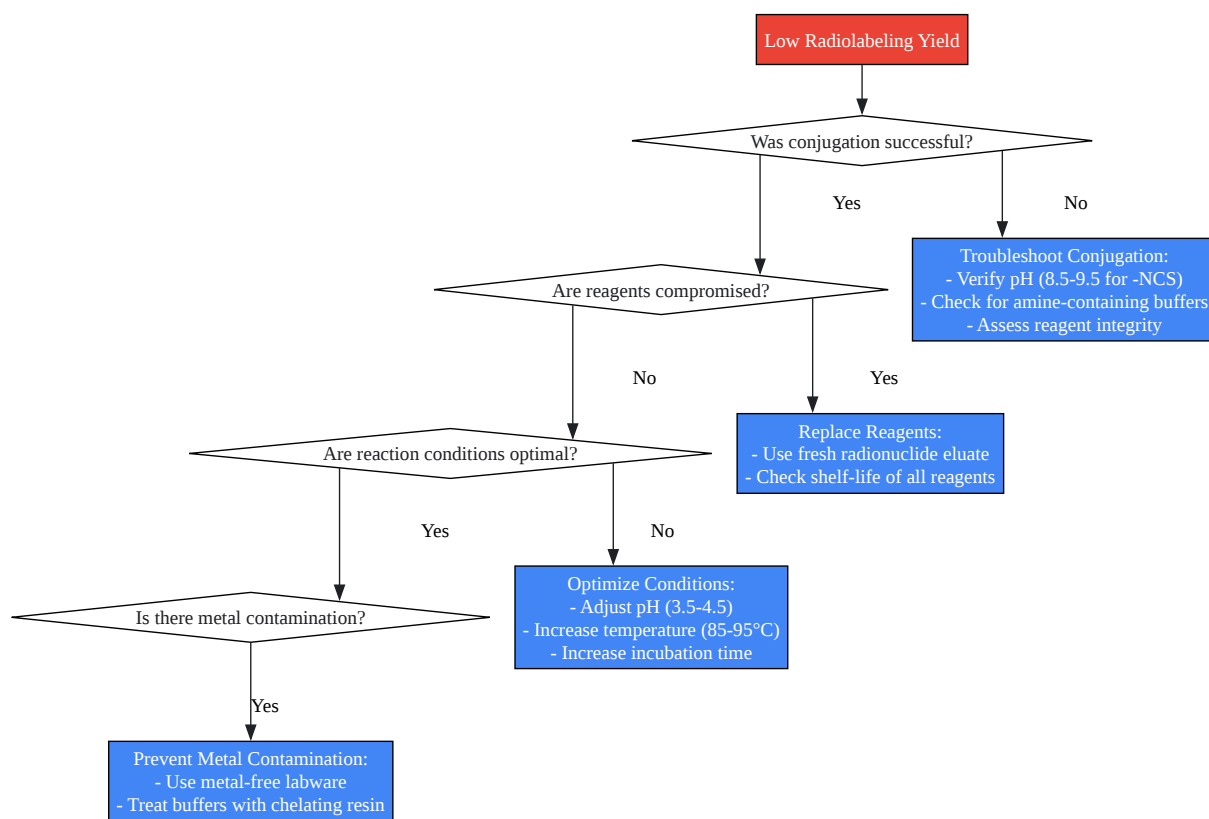 Low Radiolabeling Yield
Was conjugation successful?
Yes
No
Troubleshoot Conjugation:
- Verify pH (8.5-9.5 for -NCS)
- Check for amine-containing buffers
- Assess reagent integrity
Are reagents compromised?
No
Yes
Replace Reagents:
- Use fresh radionuclide eluate
- Check shelf-life of all reagents
Are reaction conditions optimal?
Yes
No
Optimize Conditions:
- Adjust pH (3.5-4.5)
- Increase temperature (85-95°C)
- Increase incubation time
Is there metal contamination?
Yes
Prevent Metal Contamination:
- Use metal-free labware
- Treat buffers with chelating resin